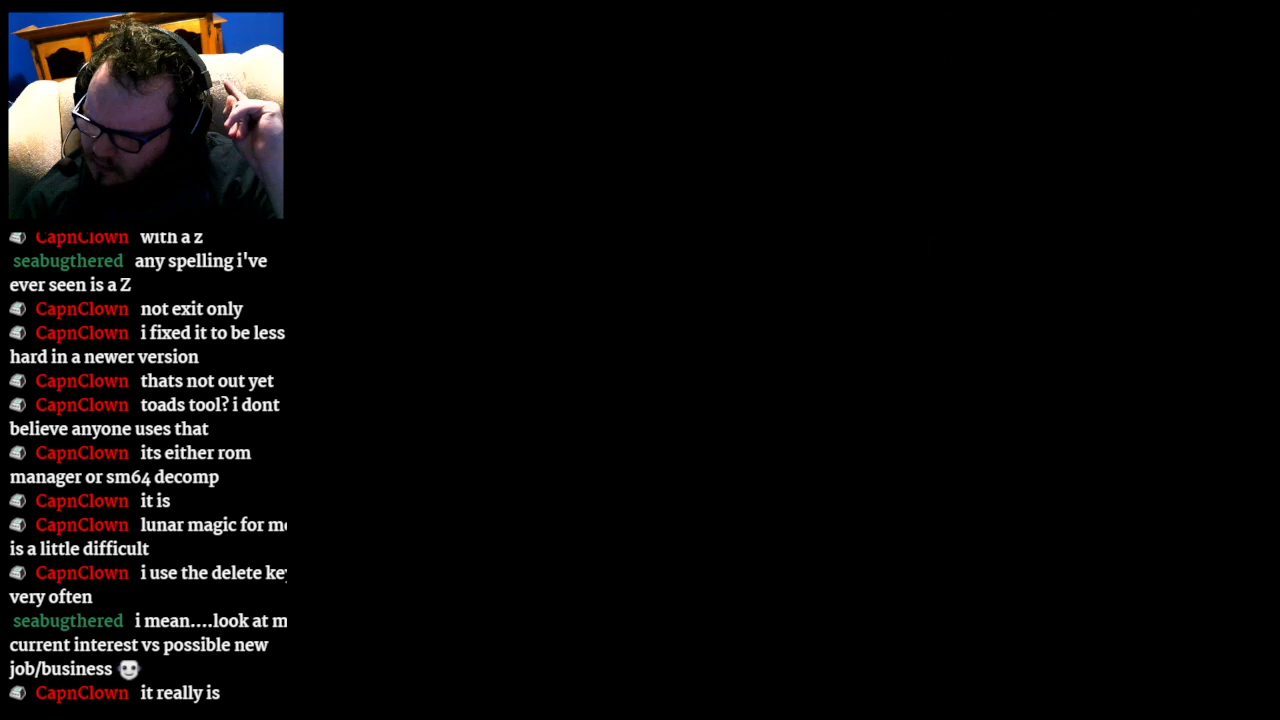 CapnClown with a z
seabugthered any spelling i've
ever seen is a Z
CapnClown not exit only
CapnClown i fixed it to be less
hard in a newer version
CapnClown thats not out yet
CapnClown toads tool? i dont
believe anyone uses that
CapnClown its either rom
manager or sm64 decomp
CapnClown it is
CapnClown lunar magic for me
is a little difficult
CapnClown i use the delete key
very often
seabugthered i mean....look at m
current interest vs possible new
job/business
CapnClown it really is